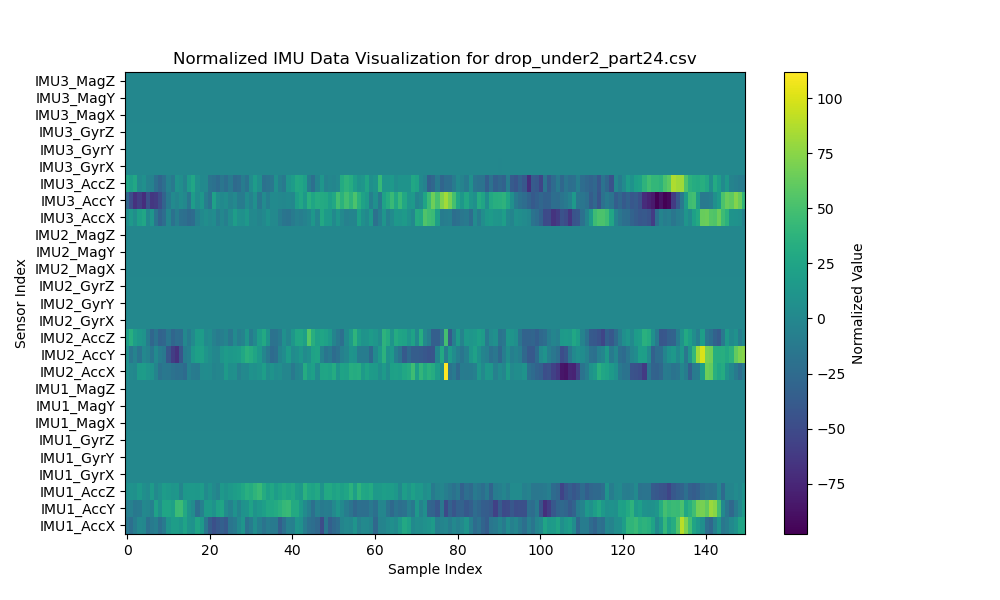 Normalized IMU Data Visualization for drop_under2_part24.csv
IMU3_MagZ
IMU3_MagY
IMU3_MagX
IMU3_GyrZ
IMU3_GyrY
IMU3_GyrX
IMU3_AccZ
IMU3_AccY
IMU3_AccX
IMU2_MagZ
IMU2_MagY
IMU2_MagX
IMU2_GyrZ
IMU2_GyrY
IMU2_GyrX
IMU2_AccZ
IMU2_AccY
IMU2_AccX
IMU1_MagZ
IMU1_MagY
IMU1_MagX
IMU1_GyrZ
IMU1_GyrY
IMU1_GyrX
IMU1_AccZ
IMU1_AccY
IMU1_AccX
Sensor Index
0 20 40 60 80 100 120 140
Sample Index
100
75
50
25
0
−25
−50
−75
Normalized Value